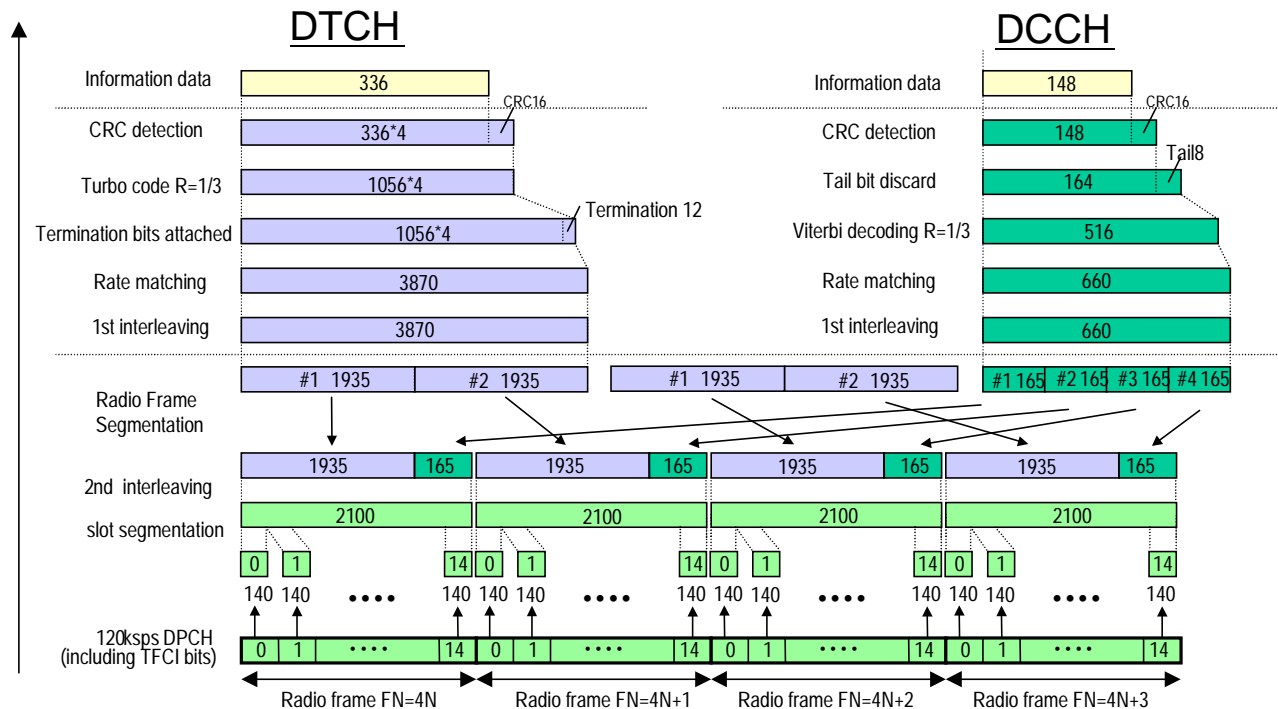 DTCH
DCCH
Information data
336
Information data
148
CRC16
CRC16
CRC detection
336*4
CRC detection
148
Tail8
Turbo code R=1/3
1056*4
Tail bit discard
164
Termination 12
Termination bits attached
1056*4
Viterbi decoding R=1/3
516
Rate matching
3870
Rate matching
660
1st interleaving
3870
1st interleaving
660
#1 1935 #2 1935 #1 1935 #2 1935 #1 165 #2 165 #3 165 #4 165
Radio Frame
Segmentation
1935 165 1935 165 1935 165 1935 165
2nd interleaving
slot segmentation
2100 2100 2100 2100
0 1 14 0 1 14 0 1 14 0 1 14
140 140 •••• 140 140 140 •••• 140 140 140 •••• 140 140 140 •••• 140
120ksps DPCH
(including TFCI bits)
0 1 •••• 14 0 1 •••• 14 0 1 •••• 14 0 1 •••• 14
Radio frame FN=4N Radio frame FN=4N+1 Radio frame FN=4N+2 Radio frame FN=4N+3